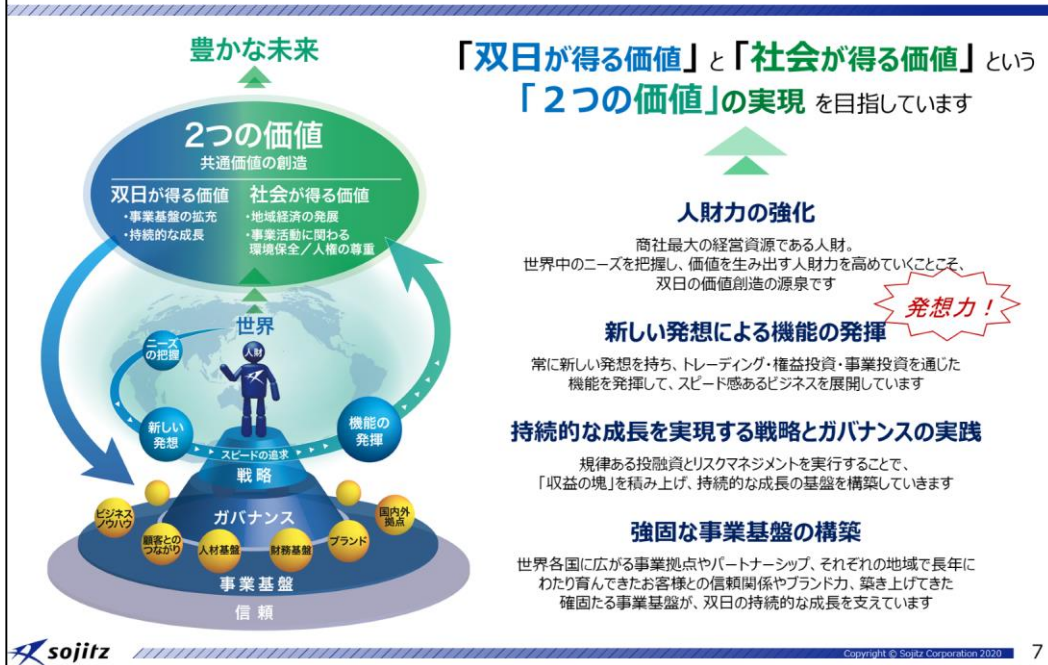 豊かな未来
2つの価値
共通価値の創造
双日が得る価値
・事業基盤の拡充
・持続的な成長
社会が得る価値
・地域経済の発展
・事業活動に関わる
環境保全／人権の尊重
世界
人財
ニーズ
の把握
新しい
発想
機能の
発揮
スピードの追求
戦略
ガバナンス
ビジネス
ノウハウ
顧客との
つながり
人材基盤
財務基盤
ブランド
国内外
拠点
事業基盤
信頼
「双日が得る価値」と「社会が得る価値」という
「２つの価値」の実現 を目指しています
人財力の強化
商社最大の経営資源である人財。
世界中のニーズを把握し、価値を生み出す人財力を高めていくことこそ、
双日の価値創造の源泉です
発想力！
新しい発想による機能の発揮
常に新しい発想を持ち、トレーディング・権益投資・事業投資を通じた
機能を発揮して、スピード感あるビジネスを展開しています
持続的な成長を実現する戦略とガバナンスの実践
規律ある投融資とリスクマネジメントを実行することで、
「収益の塊」を積み上げ、持続的な成長の基盤を構築していきます
強固な事業基盤の構築
世界各国に広がる事業拠点やパートナーシップ、それぞれの地域で長年に
わたり育んできたお客様との信頼関係やブランド力、築き上げてきた
確固たる事業基盤が、双日の持続的な成長を支えています
sojitz
Copyright © Sojitz Corporation 2020
7